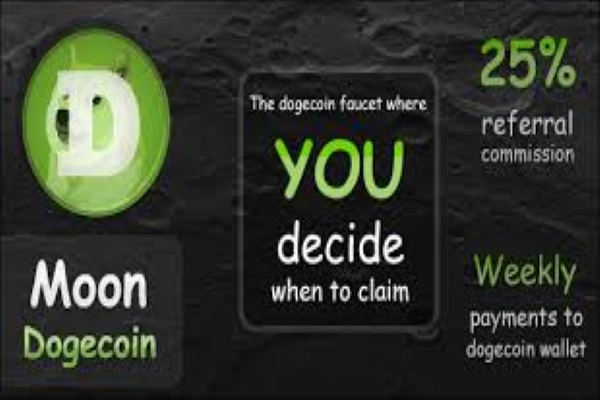 D
Moon
Dogecoin
The dogecoin faucet where
YOU
decide
when to claim
25%
referral
commission
Weekly
payments to
dogecoin wallet